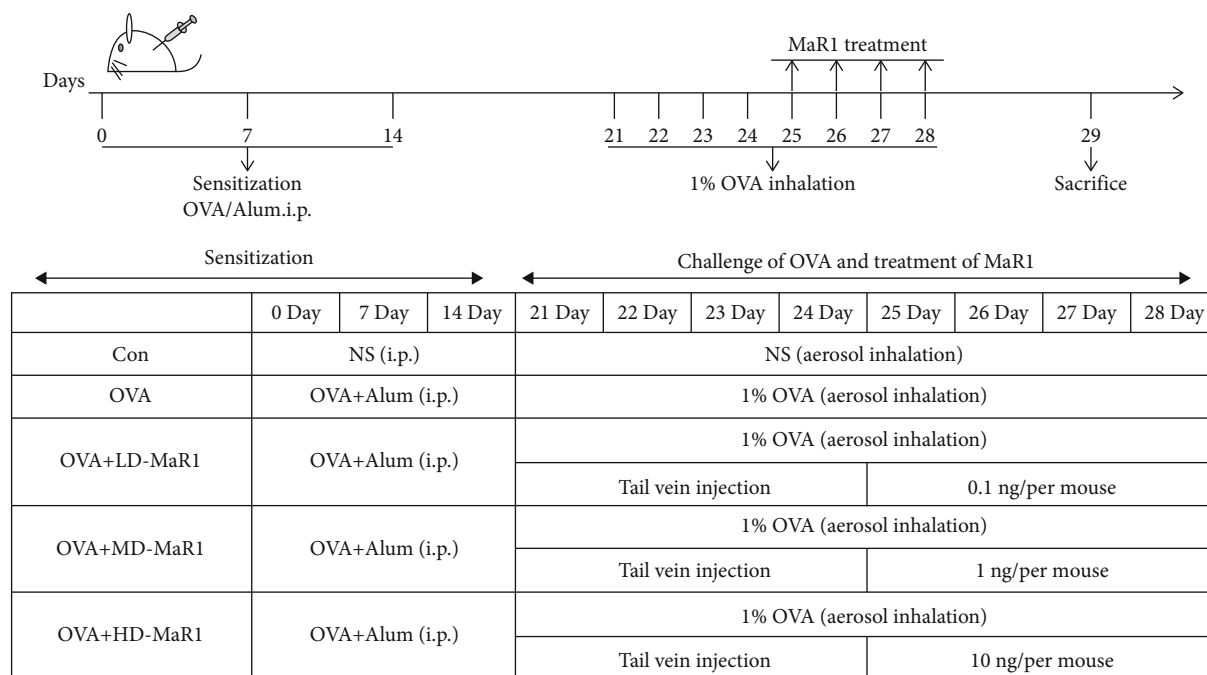 MaR1 treatment
Days
0 7 14 21 22 23 24 25 26 27 28 29
Sensitization
OVA/Alum.i.p.
1% OVA inhalation
Sacrifice
Sensitization
Challenge of OVA and treatment of MaR1
0 Day 7 Day 14 Day 21 Day 22 Day 23 Day 24 Day 25 Day 26 Day 27 Day 28 Day
Con NS (i.p.) NS (aerosol inhalation)
OVA OVA+Alum (i.p.) 1% OVA (aerosol inhalation)
OVA+LD-MaR1 OVA+Alum (i.p.) 1% OVA (aerosol inhalation)
Tail vein injection 0.1 ng/per mouse
OVA+MD-MaR1 OVA+Alum (i.p.) 1% OVA (aerosol inhalation)
Tail vein injection 1 ng/per mouse
OVA+HD-MaR1 OVA+Alum (i.p.) 1% OVA (aerosol inhalation)
Tail vein injection 10 ng/per mouse